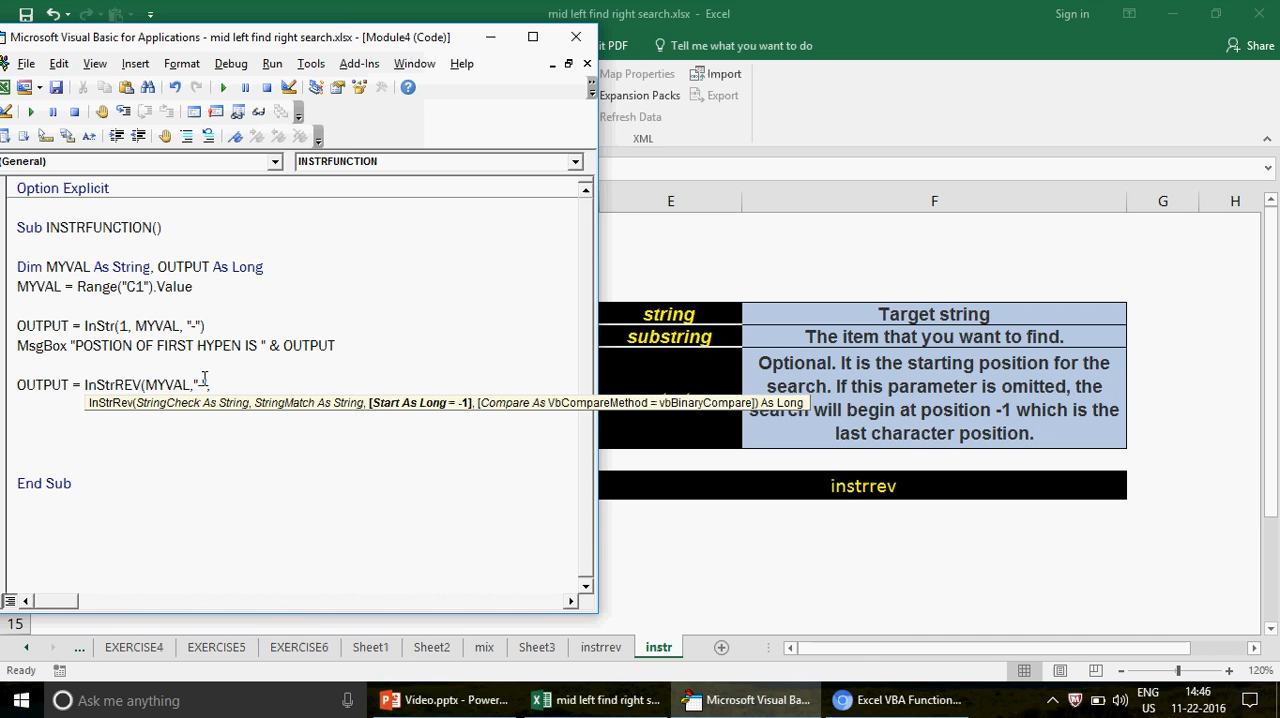 mid left find right search.xlsx - Excel
Sign in
Microsoft Visual Basic for Applications - mid left find right search.xlsx - [Module4 (Code)]
PDF
Tell me what you want to do
Share
File Edit View Insert Format Debug Run Tools Add-Ins Window Help
Map Properties
Import
Expansion Packs
Export
Refresh Data
XML
(General)
INSTRFUNCTION
Option Explicit
E F G H
Sub INSTRFUNCTION()
Dim MYVAL As String, OUTPUT As Long
MYVAL = Range("C1").Value
OUTPUT = InStr(1, MYVAL, "-")
MsgBox "POSTION OF FIRST HYPEN IS " & OUTPUT
OUTPUT = InStrREV(MYVAL,"-",
InStrRev(StringCheck As String, StringMatch As String, [Start As Long = -1], [Compare As VbCompareMethod = vbBinaryCompare]) As Long
End Sub
string
Target string
substring
The item that you want to find.
Optional. It is the starting position for the
search. If this parameter is omitted, the
search will begin at position -1 which is the
last character position.
instrrev
15
... EXERCISE4 EXERCISE5 EXERCISE6 Sheet1 Sheet2 mix Sheet3 instrrev instr
Ready
120%
Ask me anything
Video.pptx - Power...
mid left find right s...
Microsoft Visual Ba...
Excel VBA Function...
ENG
US
14:46
11-22-2016